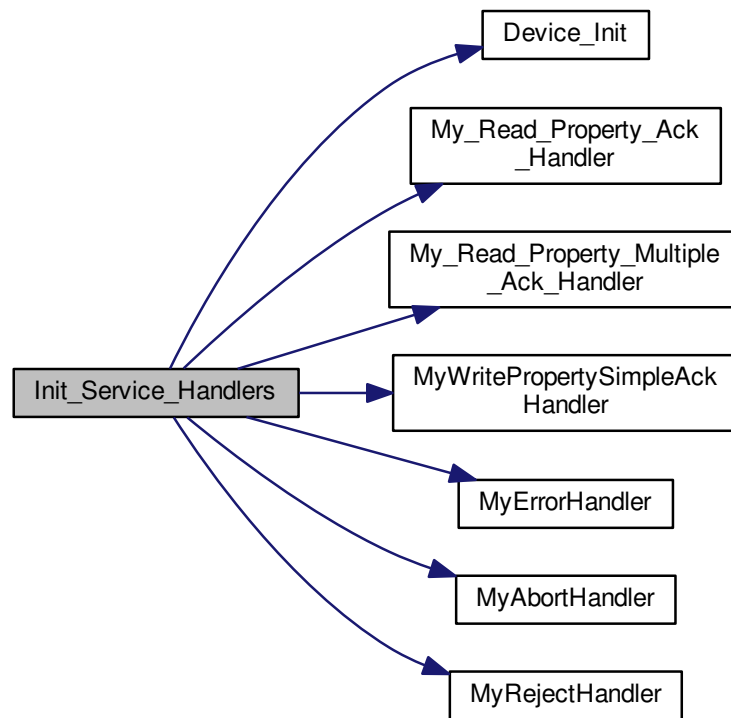 Device_Init
My_Read_Property_Ack
_Handler
My_Read_Property_Multiple
_Ack_Handler
Init_Service_Handlers
MyWritePropertySimpleAck
Handler
MyErrorHandler
MyAbortHandler
MyRejectHandler